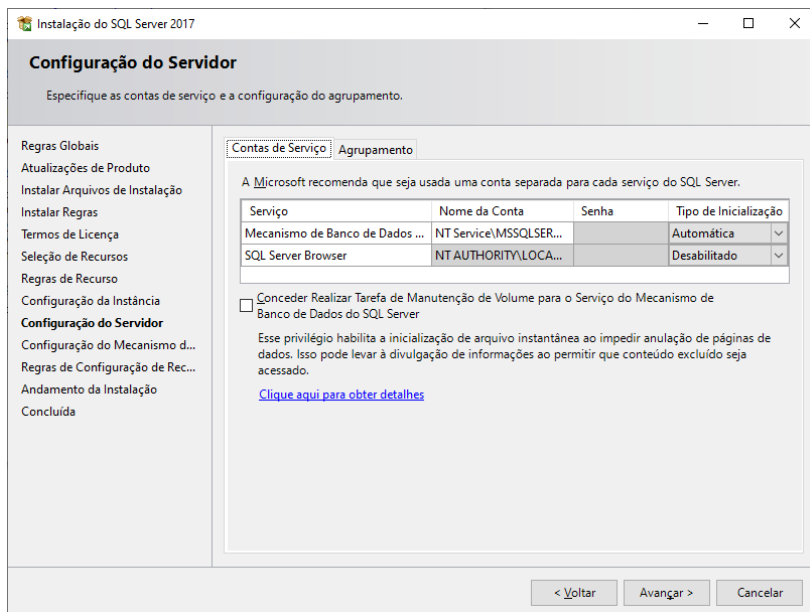 Instalação do SQL Server 2017
Configuração do Servidor
Especifique as contas de serviço e a configuração do agrupamento.
Regras Globais
Atualizações de Produto
Instalar Arquivos de Instalação
Instalar Regras
Termos de Licença
Seleção de Recursos
Regras de Recurso
Configuração da Instância
Configuração do Servidor
Configuração do Mecanismo d...
Regras de Configuração de Rec...
Andamento da Instalação
Concluída
Contas de Serviço Agrupamento
A Microsoft recomenda que seja usada uma conta separada para cada serviço do SQL Server.
Serviço Nome da Conta Senha Tipo de Inicialização
Mecanismo de Banco de Dados ... NT Service\MSSQLSER... Automática
SQL Server Browser NT AUTHORITY\LOCA... Desabilitado
Conceder Realizar Tarefa de Manutenção de Volume para o Serviço do Mecanismo de
Banco de Dados do SQL Server
Esse privilégio habilita a inicialização de arquivo instantânea ao impedir anulação de páginas de
dados. Isso pode levar à divulgação de informações ao permitir que conteúdo excluído seja
acessado.
Clique aqui para obter detalhes
< Voltar Avançar > Cancelar